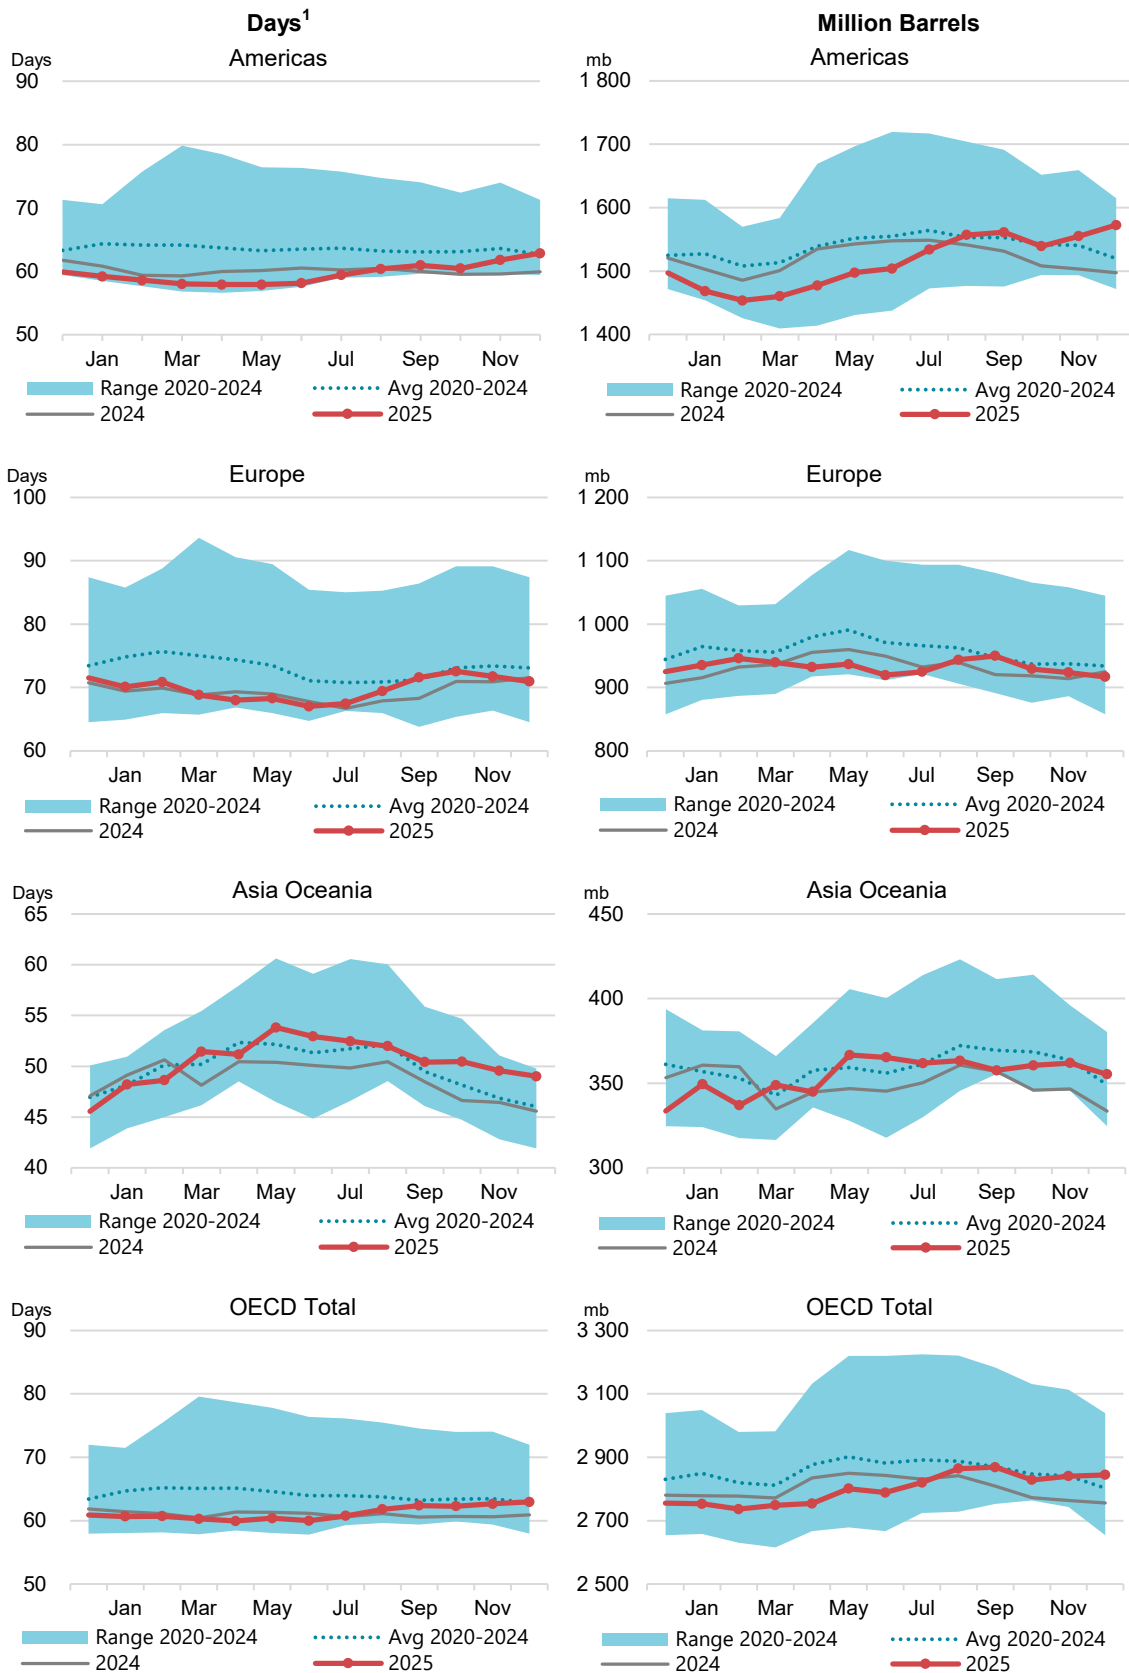 Days¹ Million Barrels
Days Americas mb Americas
90 1 800
80 1 700
70 1 600
60 1 500
50 1 400
Jan Mar May Jul Sep Nov Jan Mar May Jul Sep Nov
Range 2020-2024 Avg 2020-2024 Range 2020-2024 Avg 2020-2024
2024 2025 2024 2025
Days Europe mb Europe
100 1 200
90 1 100
80 1 000
70 900
60 800
Jan Mar May Jul Sep Nov Jan Mar May Jul Sep Nov
Range 2020-2024 Avg 2020-2024 Range 2020-2024 Avg 2020-2024
2024 2025 2024 2025
Days Asia Oceania mb Asia Oceania
65 450
60
55 400
50
45 350
40 300
Jan Mar May Jul Sep Nov Jan Mar May Jul Sep Nov
Range 2020-2024 Avg 2020-2024 Range 2020-2024 Avg 2020-2024
2024 2025 2024 2025
Days OECD Total mb OECD Total
90 3 300
80 3 100
70 2 900
60 2 700
50 2 500
Jan Mar May Jul Sep Nov Jan Mar May Jul Sep Nov
Range 2020-2024 Avg 2020-2024 Range 2020-2024 Avg 2020-2024
2024 2025 2024 2025